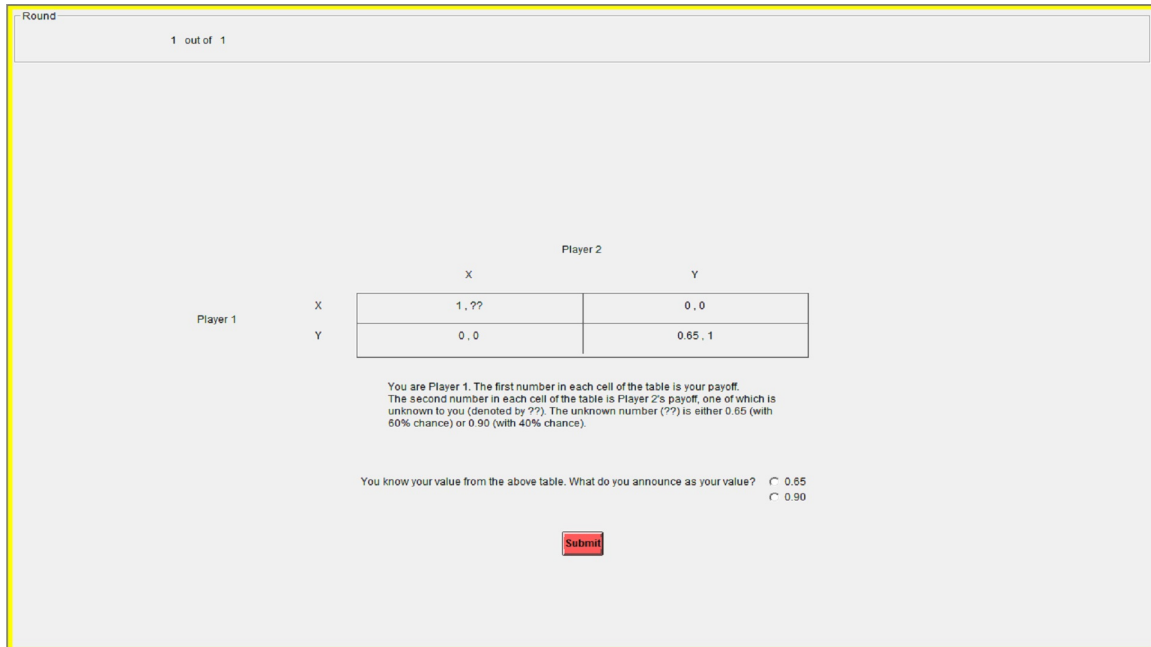 Round
1 out of 1
Player 2
X Y
X 1 , ?? 0 , 0
Player 1
Y 0 , 0 0.65 , 1
You are Player 1. The first number in each cell of the table is your payoff.
The second number in each cell of the table is Player 2's payoff, one of which is
unknown to you (denoted by ??). The unknown number (??) is either 0.65 (with
60% chance) or 0.90 (with 40% chance).
You know your value from the above table. What do you announce as your value? 0.65
0.90
Submit